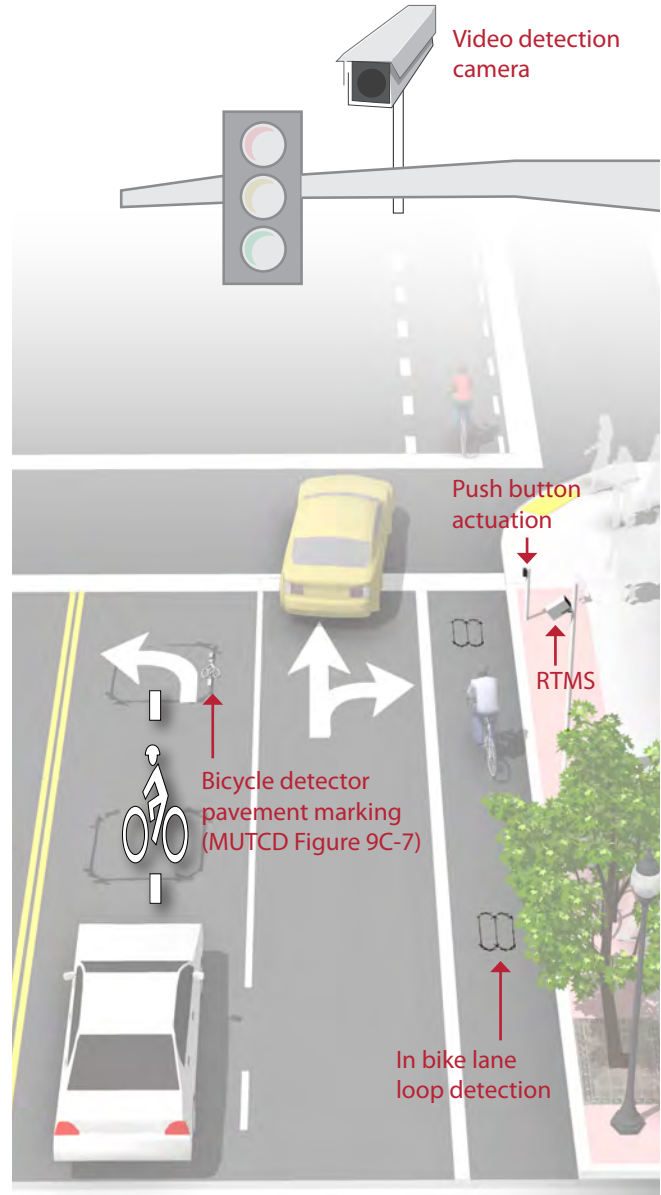 Video detection
camera
Push button
actuation
RTMS
Bicycle detector
pavement marking
(MUTCD Figure 9C-7)
In bike lane
loop detection